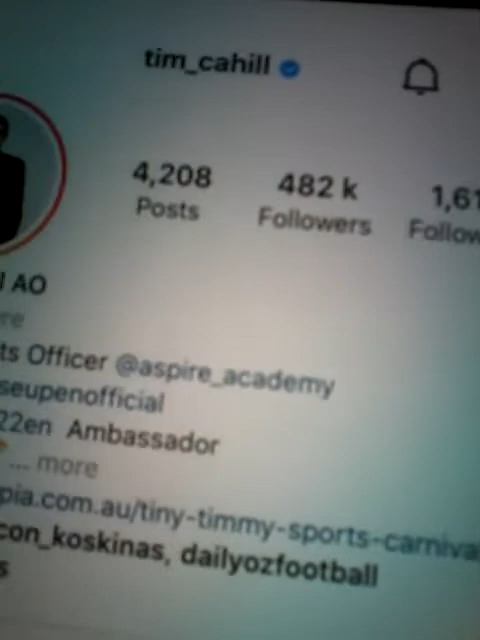 tim_cahill
4,208 482 k 1,61
Posts Followers Follow
l AO
re
ts Officer @aspire_academy
seupenofficial
22en Ambassador
... more
pia.com.au/tiny-timmy-sports-carniva
con_koskinas, dailyozfootball
s